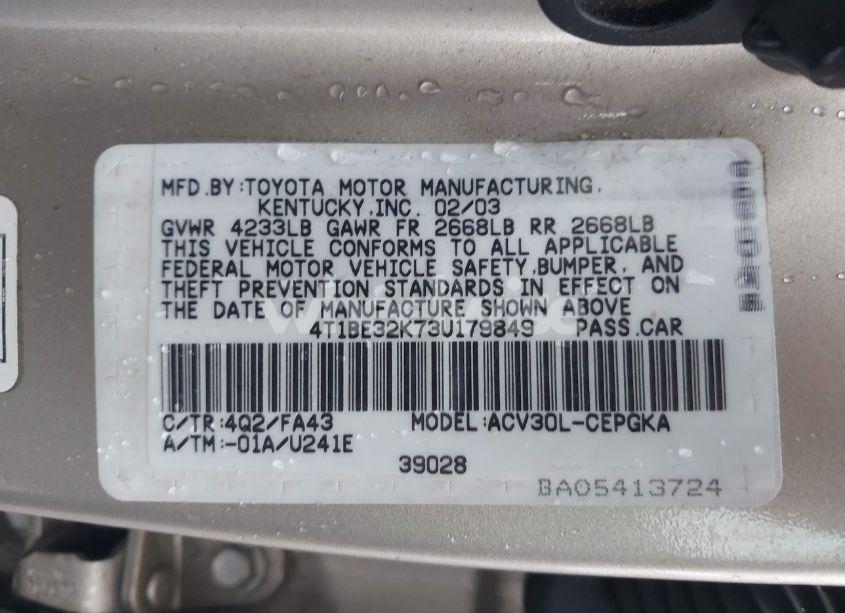 MFD.BY:TOYOTA MOTOR MANUFACTURING,
KENTUCKY,INC. 02/03
GVWR 4233LB GAWR FR 2668LB RR 2668LB
THIS VEHICLE CONFORMS TO ALL APPLICABLE
FEDERAL MOTOR VEHICLE SAFETY,BUMPER, AND
THEFT PREVENTION STANDARDS IN EFFECT ON
THE DATE OF MANUFACTURE SHOWN ABOVE
4T1BE32K73U179849 PASS.CAR
C/TR:4Q2/FA43 MODEL:ACV30L-CEPGKA
A/TM:-01A/U241E
39028
BA05413724